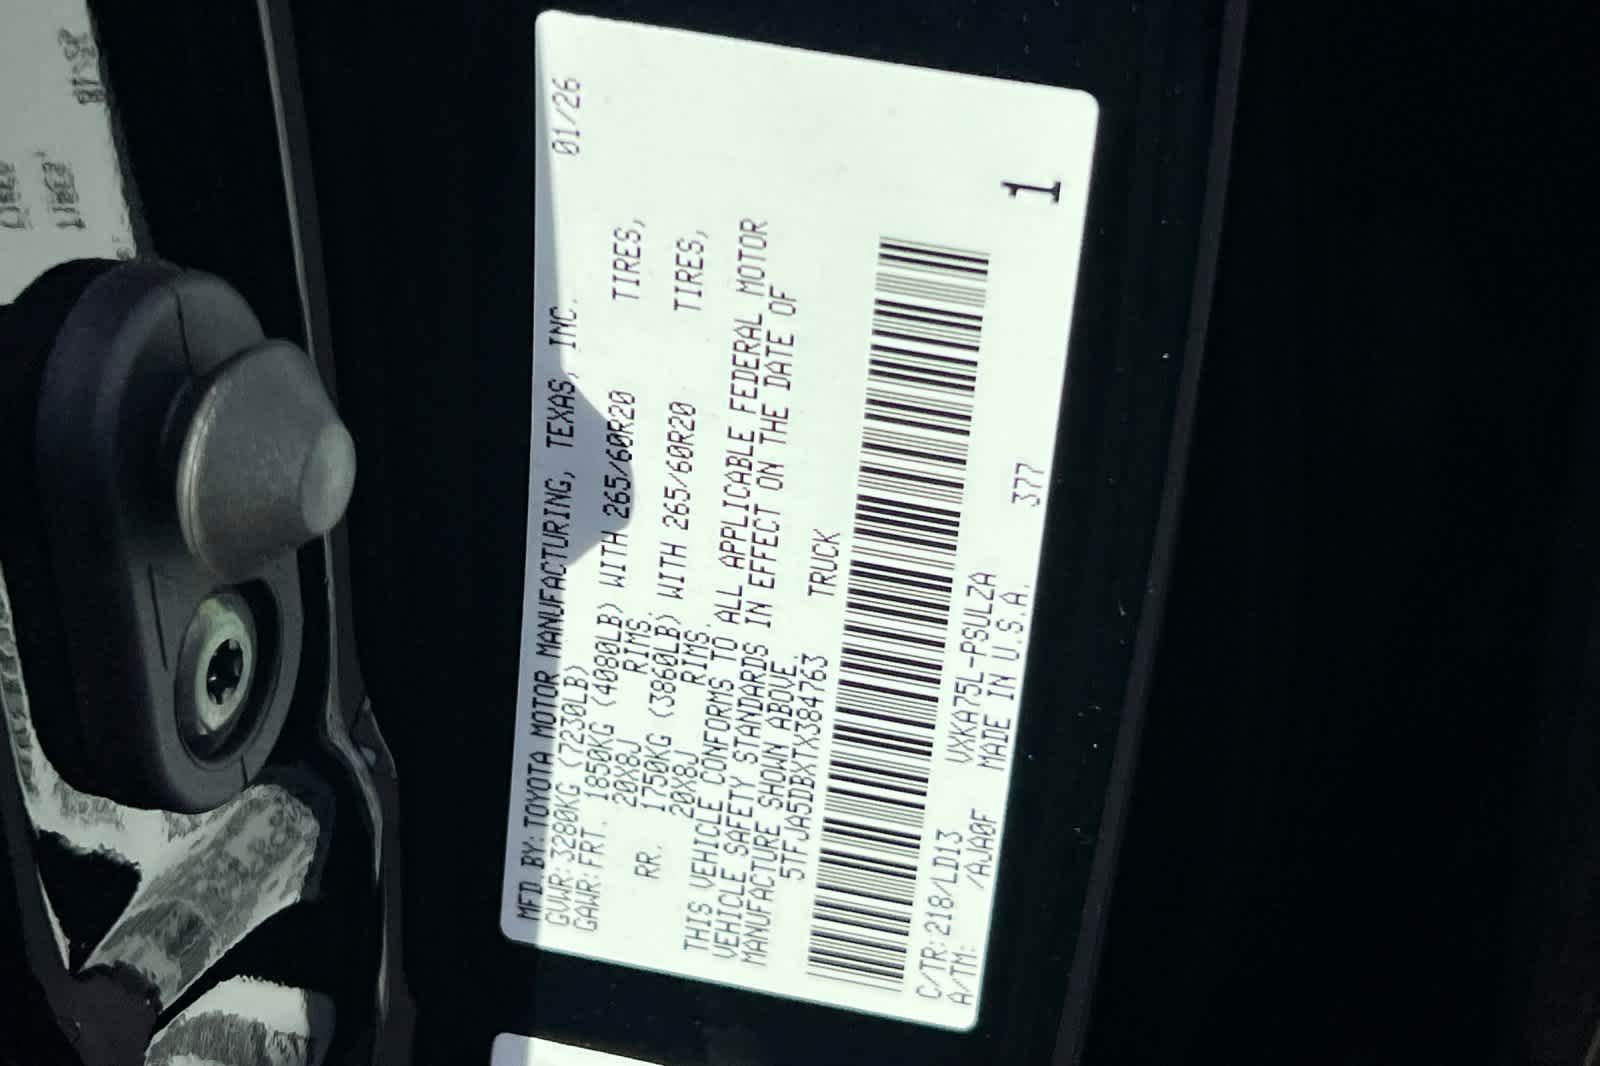 MFD BY: TOYOTA MOTOR MANUFACTURING, TEXAS, INC. 01/26
GVWR: 3280KG (7230LB)
GAWR: FRT. 1850KG (4080LB) WITH 265/60R20 TIRES,
20X8J RIMS.
RR. 1750KG (3860LB) WITH 265/60R20 TIRES,
20X8J RIMS.
THIS VEHICLE CONFORMS TO ALL APPLICABLE FEDERAL MOTOR
VEHICLE SAFETY STANDARDS IN EFFECT ON THE DATE OF
MANUFACTURE SHOWN ABOVE.
5TFJA5DBXTX384763 TRUCK
C/TR: 218/LD13 VXKA75L-PSULZA 377 1
A/TM: /AJA0F MADE IN U.S.A.